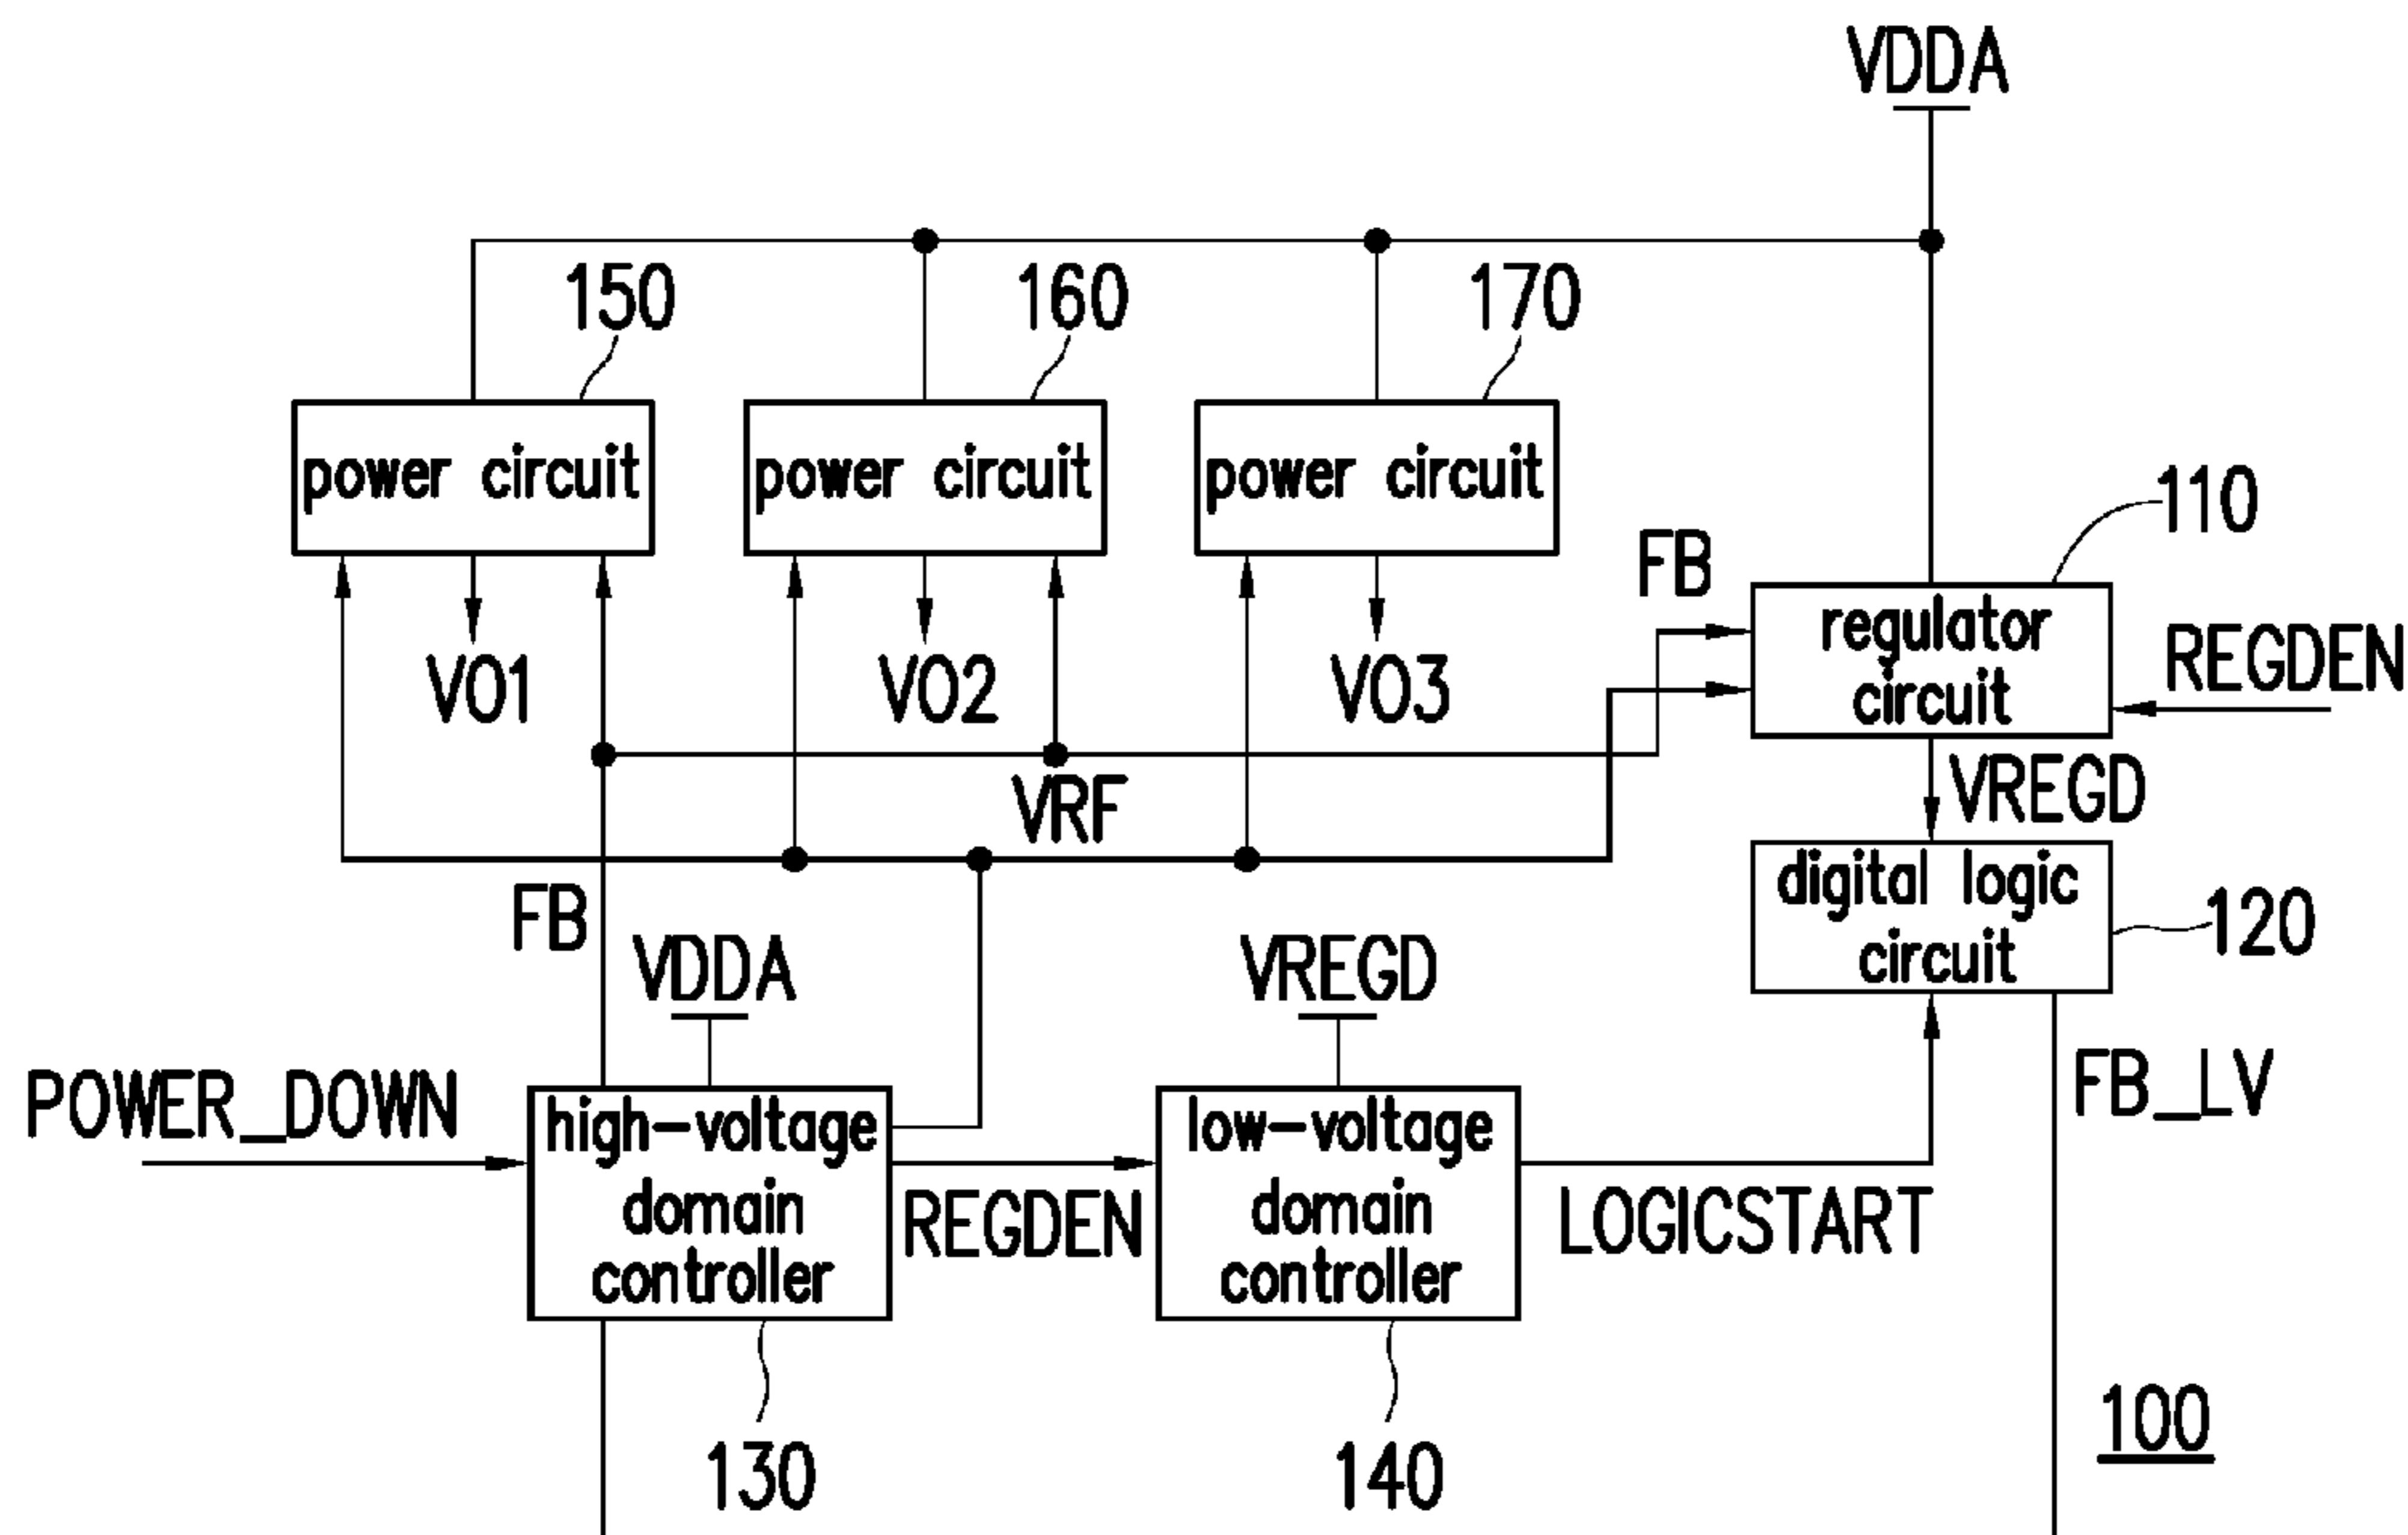 VDDA
150
160
170
power circuit
power circuit
power circuit
110
FB
regulator
circuit
REGDEN
VO1
VO2
VO3
VRF
VREGD
digital logic
circuit
120
FB
VDDA
VREGD
POWER_DOWN
high-voltage
domain
controller
REGDEN
low-voltage
domain
controller
LOGICSTART
FB_LV
130
140
100